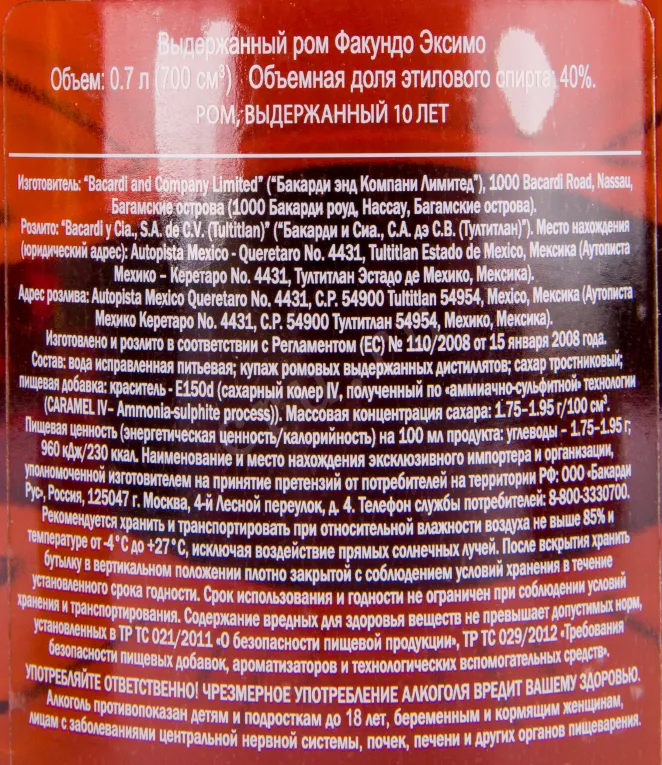 Выдержанный ром Факундо Эксимо
Объем: 0.7 л (700 см³) Объемная доля этилового спирта: 40%.
РОМ, ВЫДЕРЖАННЫЙ 10 ЛЕТ
Изготовитель: “Bacardi and Company Limited” (“Бакарди энд Компани Лимитед”), 1000 Bacardi Road, Nassau,
Багамские острова (1000 Бакарди роуд, Нассау, Багамские острова).
Розлито: “Bacardi y Cia., S.A. de C.V. (Tultitlan)” (“Бакарди и Сиа., С.А. дэ С.В. (Тултитлан)”). Место нахождения
(юридический адрес): Autopista Mexico - Queretaro No. 4431, Tultitlan Estado de Mexico, Мексика (Аутописта
Мехико – Керетаро No. 4431, Тултитлан Эстадо де Мехико, Мексика).
Адрес розлива: Autopista Mexico Queretaro No. 4431, C.P. 54900 Tultitlan 54954, Mexico, Мексика (Аутописта
Мехико Керетаро No. 4431, С.Р. 54900 Тултитлан 54954, Мехико, Мексика).
Изготовлено и розлито в соответствии с Регламентом (ЕС) № 110/2008 от 15 января 2008 года.
Состав: вода исправленная питьевая; купаж ромовых выдержанных дистиллятов; сахар тростниковый;
пищевая добавка: краситель - Е150d (сахарный колер IV, полученный по «аммиачно-сульфитной» технологии
(CARAMEL IV– Ammonia-sulphite process)). Массовая концентрация сахара: 1.75–1.95 г/100 см³.
Пищевая ценность (энергетическая ценность/калорийность) на 100 мл продукта: углеводы – 1.75-1.95 г;
960 кДж/230 ккал. Наименование и место нахождения эксклюзивного импортера и организации,
уполномоченной изготовителем на принятие претензий от потребителей на территории РФ: ООО «Бакарди
Рус», Россия, 125047 г. Москва, 4-й Лесной переулок, д. 4. Телефон службы потребителей: 8-800-3330700.
Рекомендуется хранить и транспортировать при относительной влажности воздуха не выше 85% и
температуре от -4°C до +27°C, исключая воздействие прямых солнечных лучей. После вскрытия хранить
бутылку в вертикальном положении плотно закрытой с соблюдением условий хранения в течение
установленного срока годности. Срок использования и годности не ограничен при соблюдении условий
хранения и транспортирования. Содержание вредных для здоровья веществ не превышает допустимых норм,
установленных в ТР ТС 021/2011 «О безопасности пищевой продукции», ТР ТС 029/2012 «Требования
безопасности пищевых добавок, ароматизаторов и технологических вспомогательных средств».
УПОТРЕБЛЯЙТЕ ОТВЕТСТВЕННО! ЧРЕЗМЕРНОЕ УПОТРЕБЛЕНИЕ АЛКОГОЛЯ ВРЕДИТ ВАШЕМУ ЗДОРОВЬЮ.
Алкоголь противопоказан детям и подросткам до 18 лет, беременным и кормящим женщинам,
лицам с заболеваниями центральной нервной системы, почек, печени и других органов пищеварения.